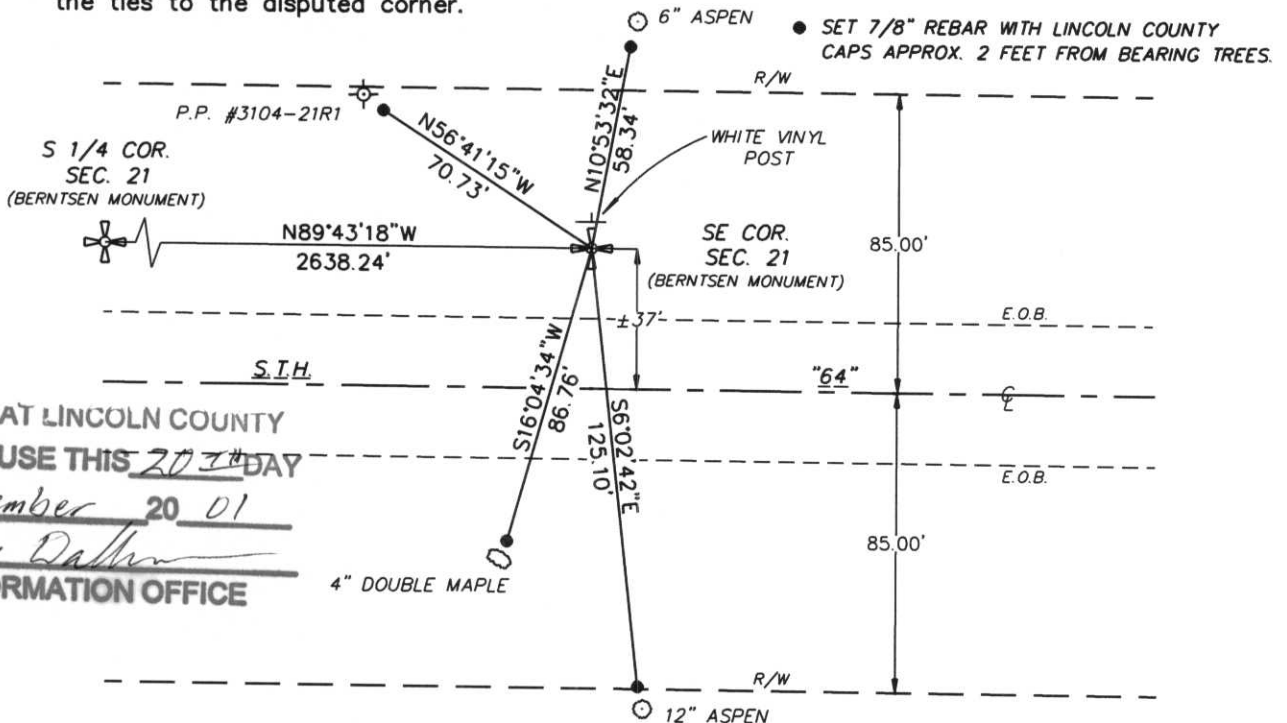 the ties to the disputed corner.
6" ASPEN
SET 7/8" REBAR WITH LINCOLN COUNTY
CAPS APPROX. 2 FEET FROM BEARING TREES.
R/W
P.P. #3104-21R1
N56°41'15"W
70.73'
N10°53'32"E
58.34'
WHITE VINYL
POST
S 1/4 COR.
SEC. 21
(BERNTSEN MONUMENT)
N89°43'18"W
2638.24'
SE COR.
SEC. 21
(BERNTSEN MONUMENT)
85.00'
±37'
E.O.B.
S.T.H.
"64"
CL
S16°04'34"W
86.76'
S6°02'42"E
125.10'
E.O.B.
85.00'
AT LINCOLN COUNTY
USE THIS 20TH DAY
mber 20 01
ORMATION OFFICE
4" DOUBLE MAPLE
R/W
12" ASPEN